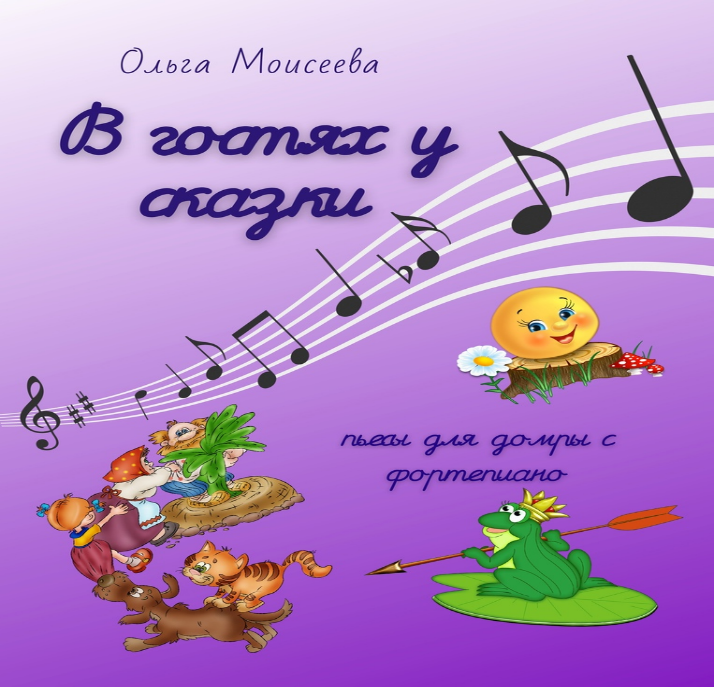 Ольга Моисеева
В гостях у
сказки
пьесы для домры с
фортепиано